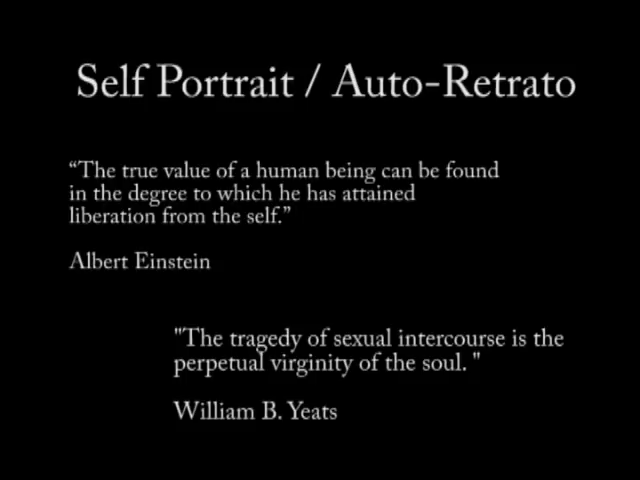 Self Portrait / Auto-Retrato
“The true value of a human being can be found
in the degree to which he has attained
liberation from the self.”
Albert Einstein
"The tragedy of sexual intercourse is the
perpetual virginity of the soul. "
William B. Yeats